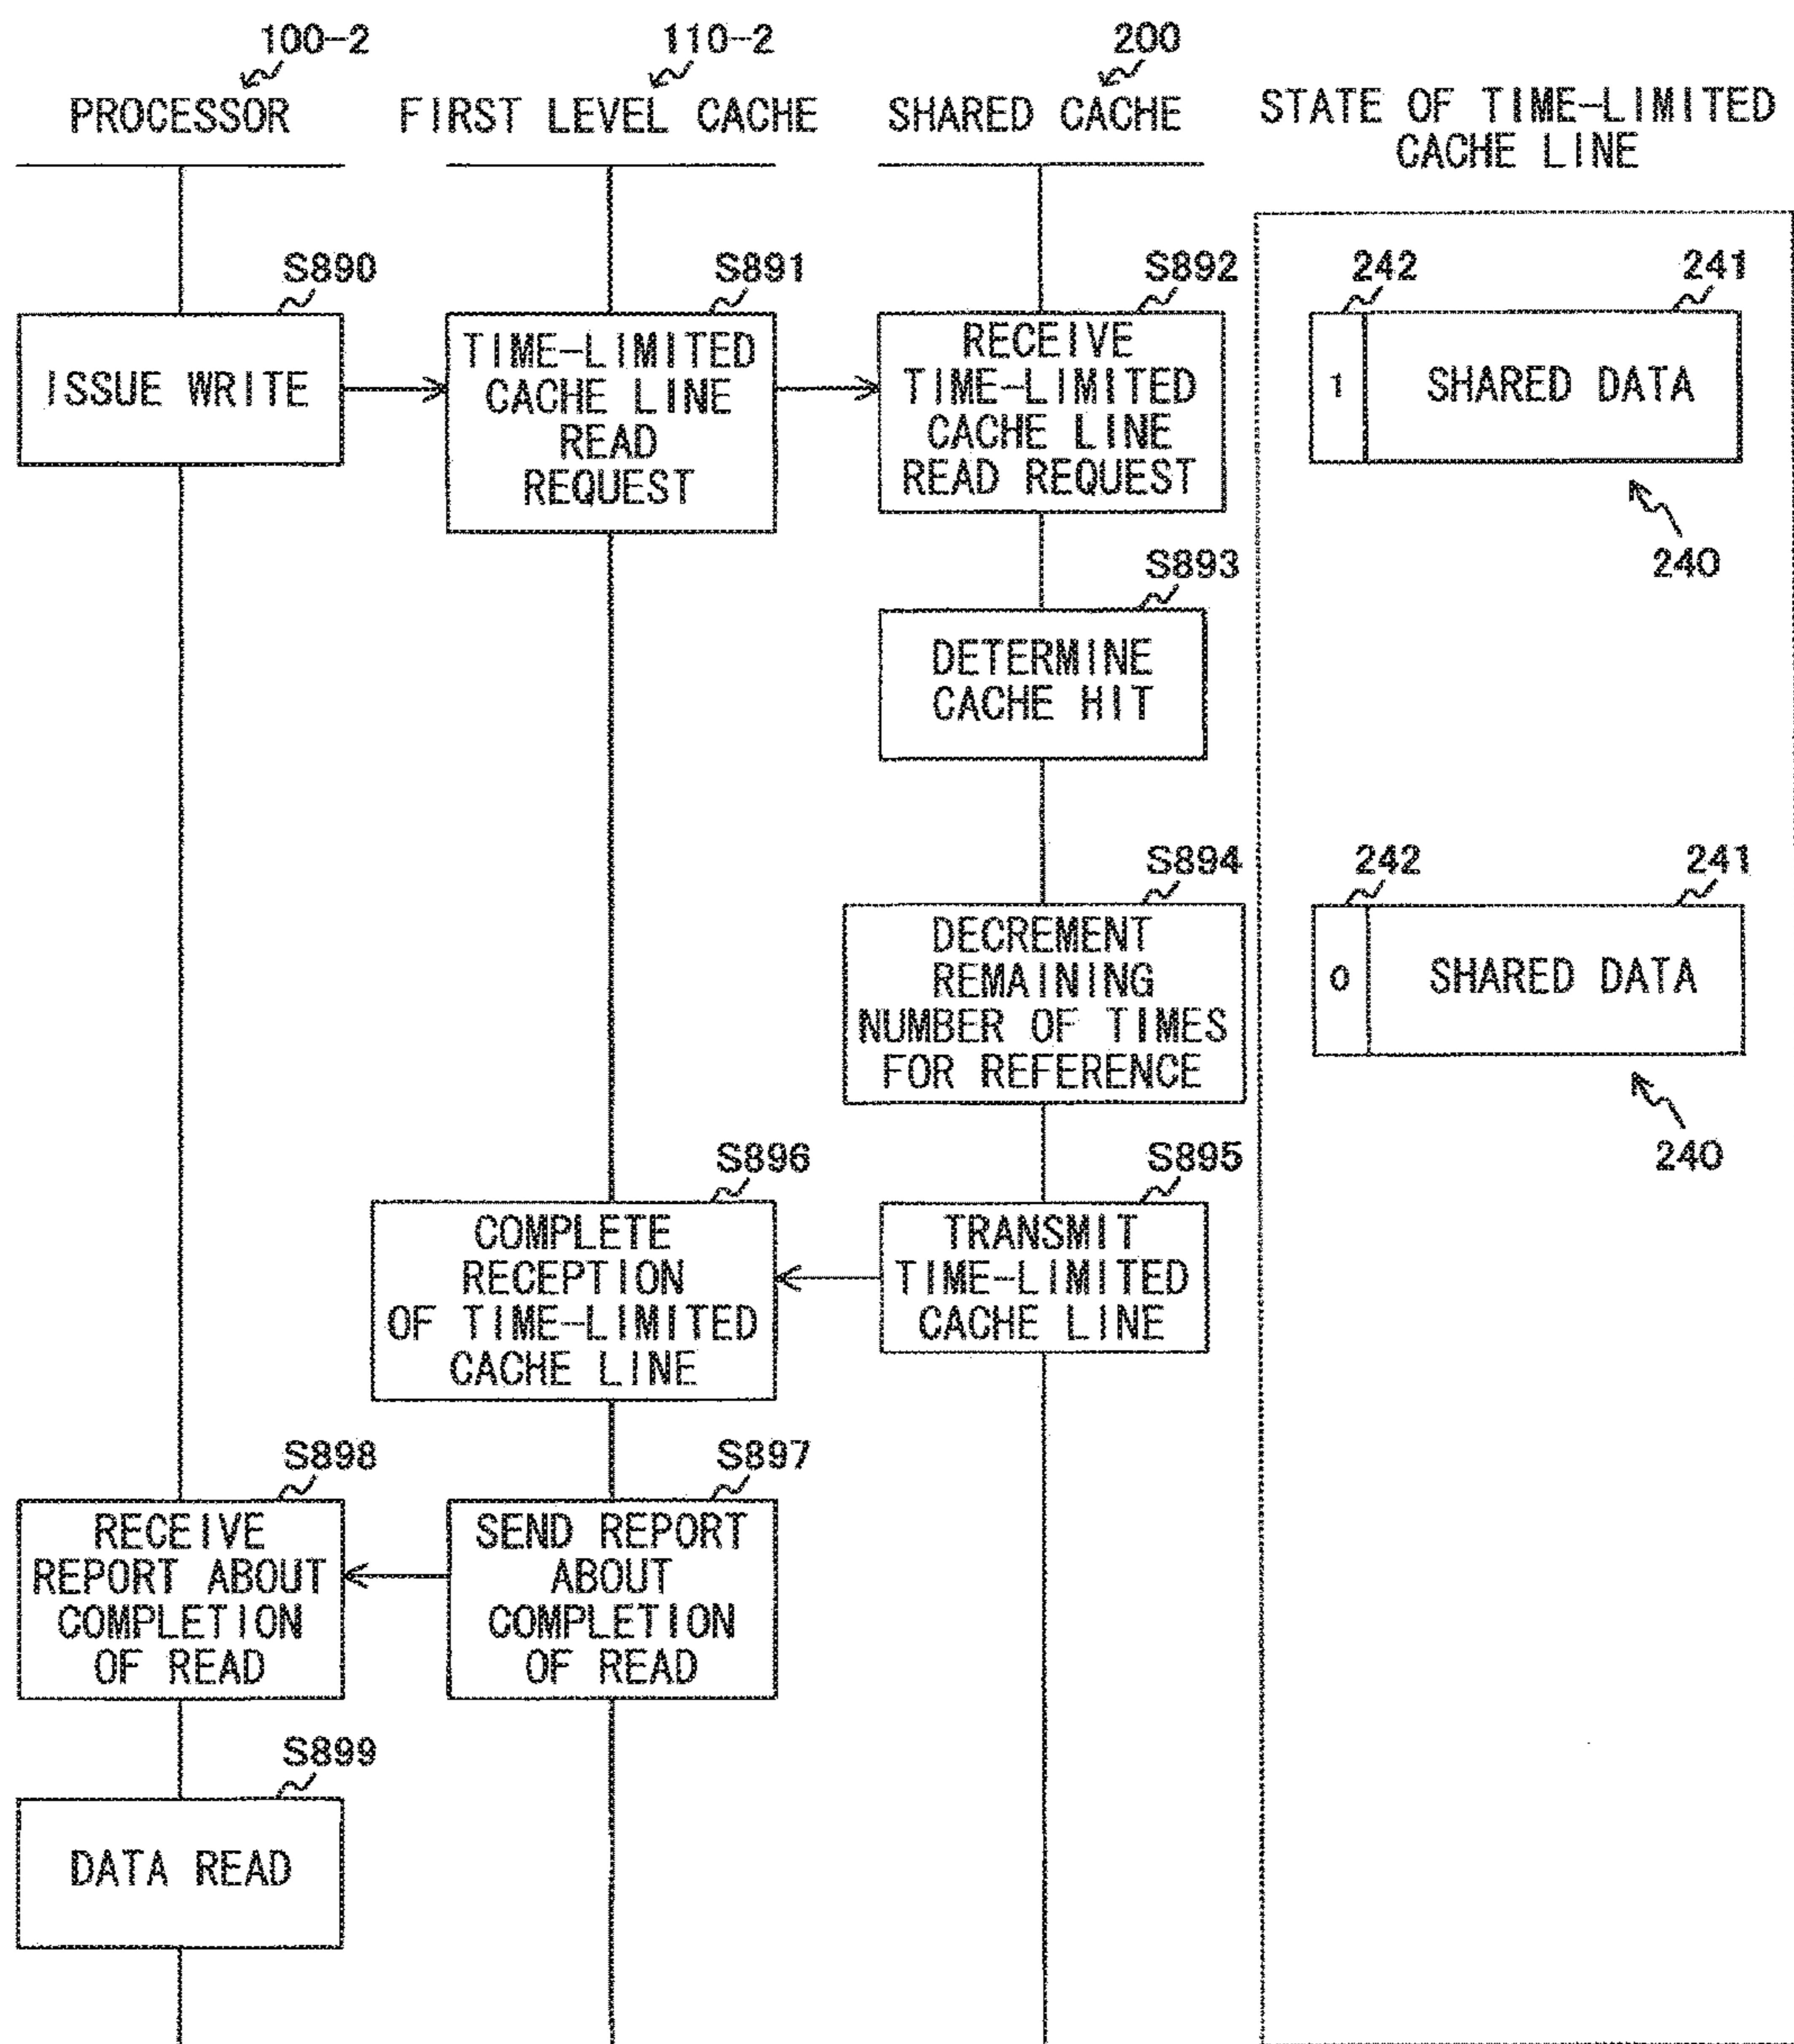 100-2
110-2
200
PROCESSOR
FIRST LEVEL CACHE
SHARED CACHE
STATE OF TIME-LIMITED
CACHE LINE
S890
S891
S892
242
241
ISSUE WRITE
TIME-LIMITED
CACHE LINE
READ
REQUEST
RECEIVE
TIME-LIMITED
CACHE LINE
READ REQUEST
1
SHARED DATA
240
S893
DETERMINE
CACHE HIT
S894
242
241
DECREMENT
REMAINING
NUMBER OF TIMES
FOR REFERENCE
0
SHARED DATA
240
S896
S895
COMPLETE
RECEPTION
OF TIME-LIMITED
CACHE LINE
TRANSMIT
TIME-LIMITED
CACHE LINE
S898
S897
RECEIVE
REPORT ABOUT
COMPLETION
OF READ
SEND REPORT
ABOUT
COMPLETION
OF READ
S899
DATA READ